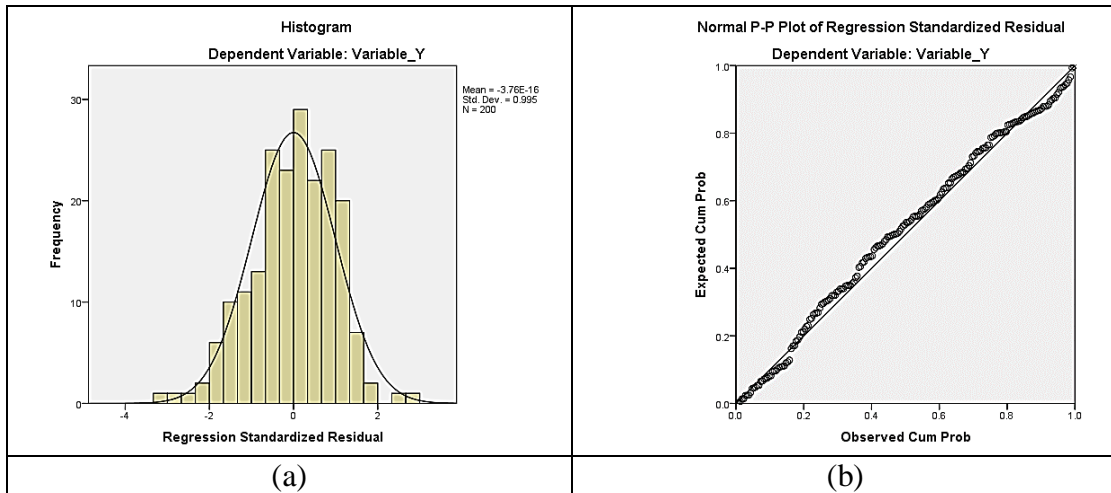 Histogram
Dependent Variable: Variable_Y
Mean = -3.76E-16
Std. Dev. = 0.995
N = 200
30
20
10
0
Frequency
-4
-2
0
2
4
Regression Standardized Residual
(a)
Normal P-P Plot of Regression Standardized Residual
Dependent Variable: Variable_Y
1.0
0.8
0.6
0.4
0.2
0.0
Expected Cum Prob
0.0
0.2
0.4
0.6
0.8
1.0
Observed Cum Prob
(b)